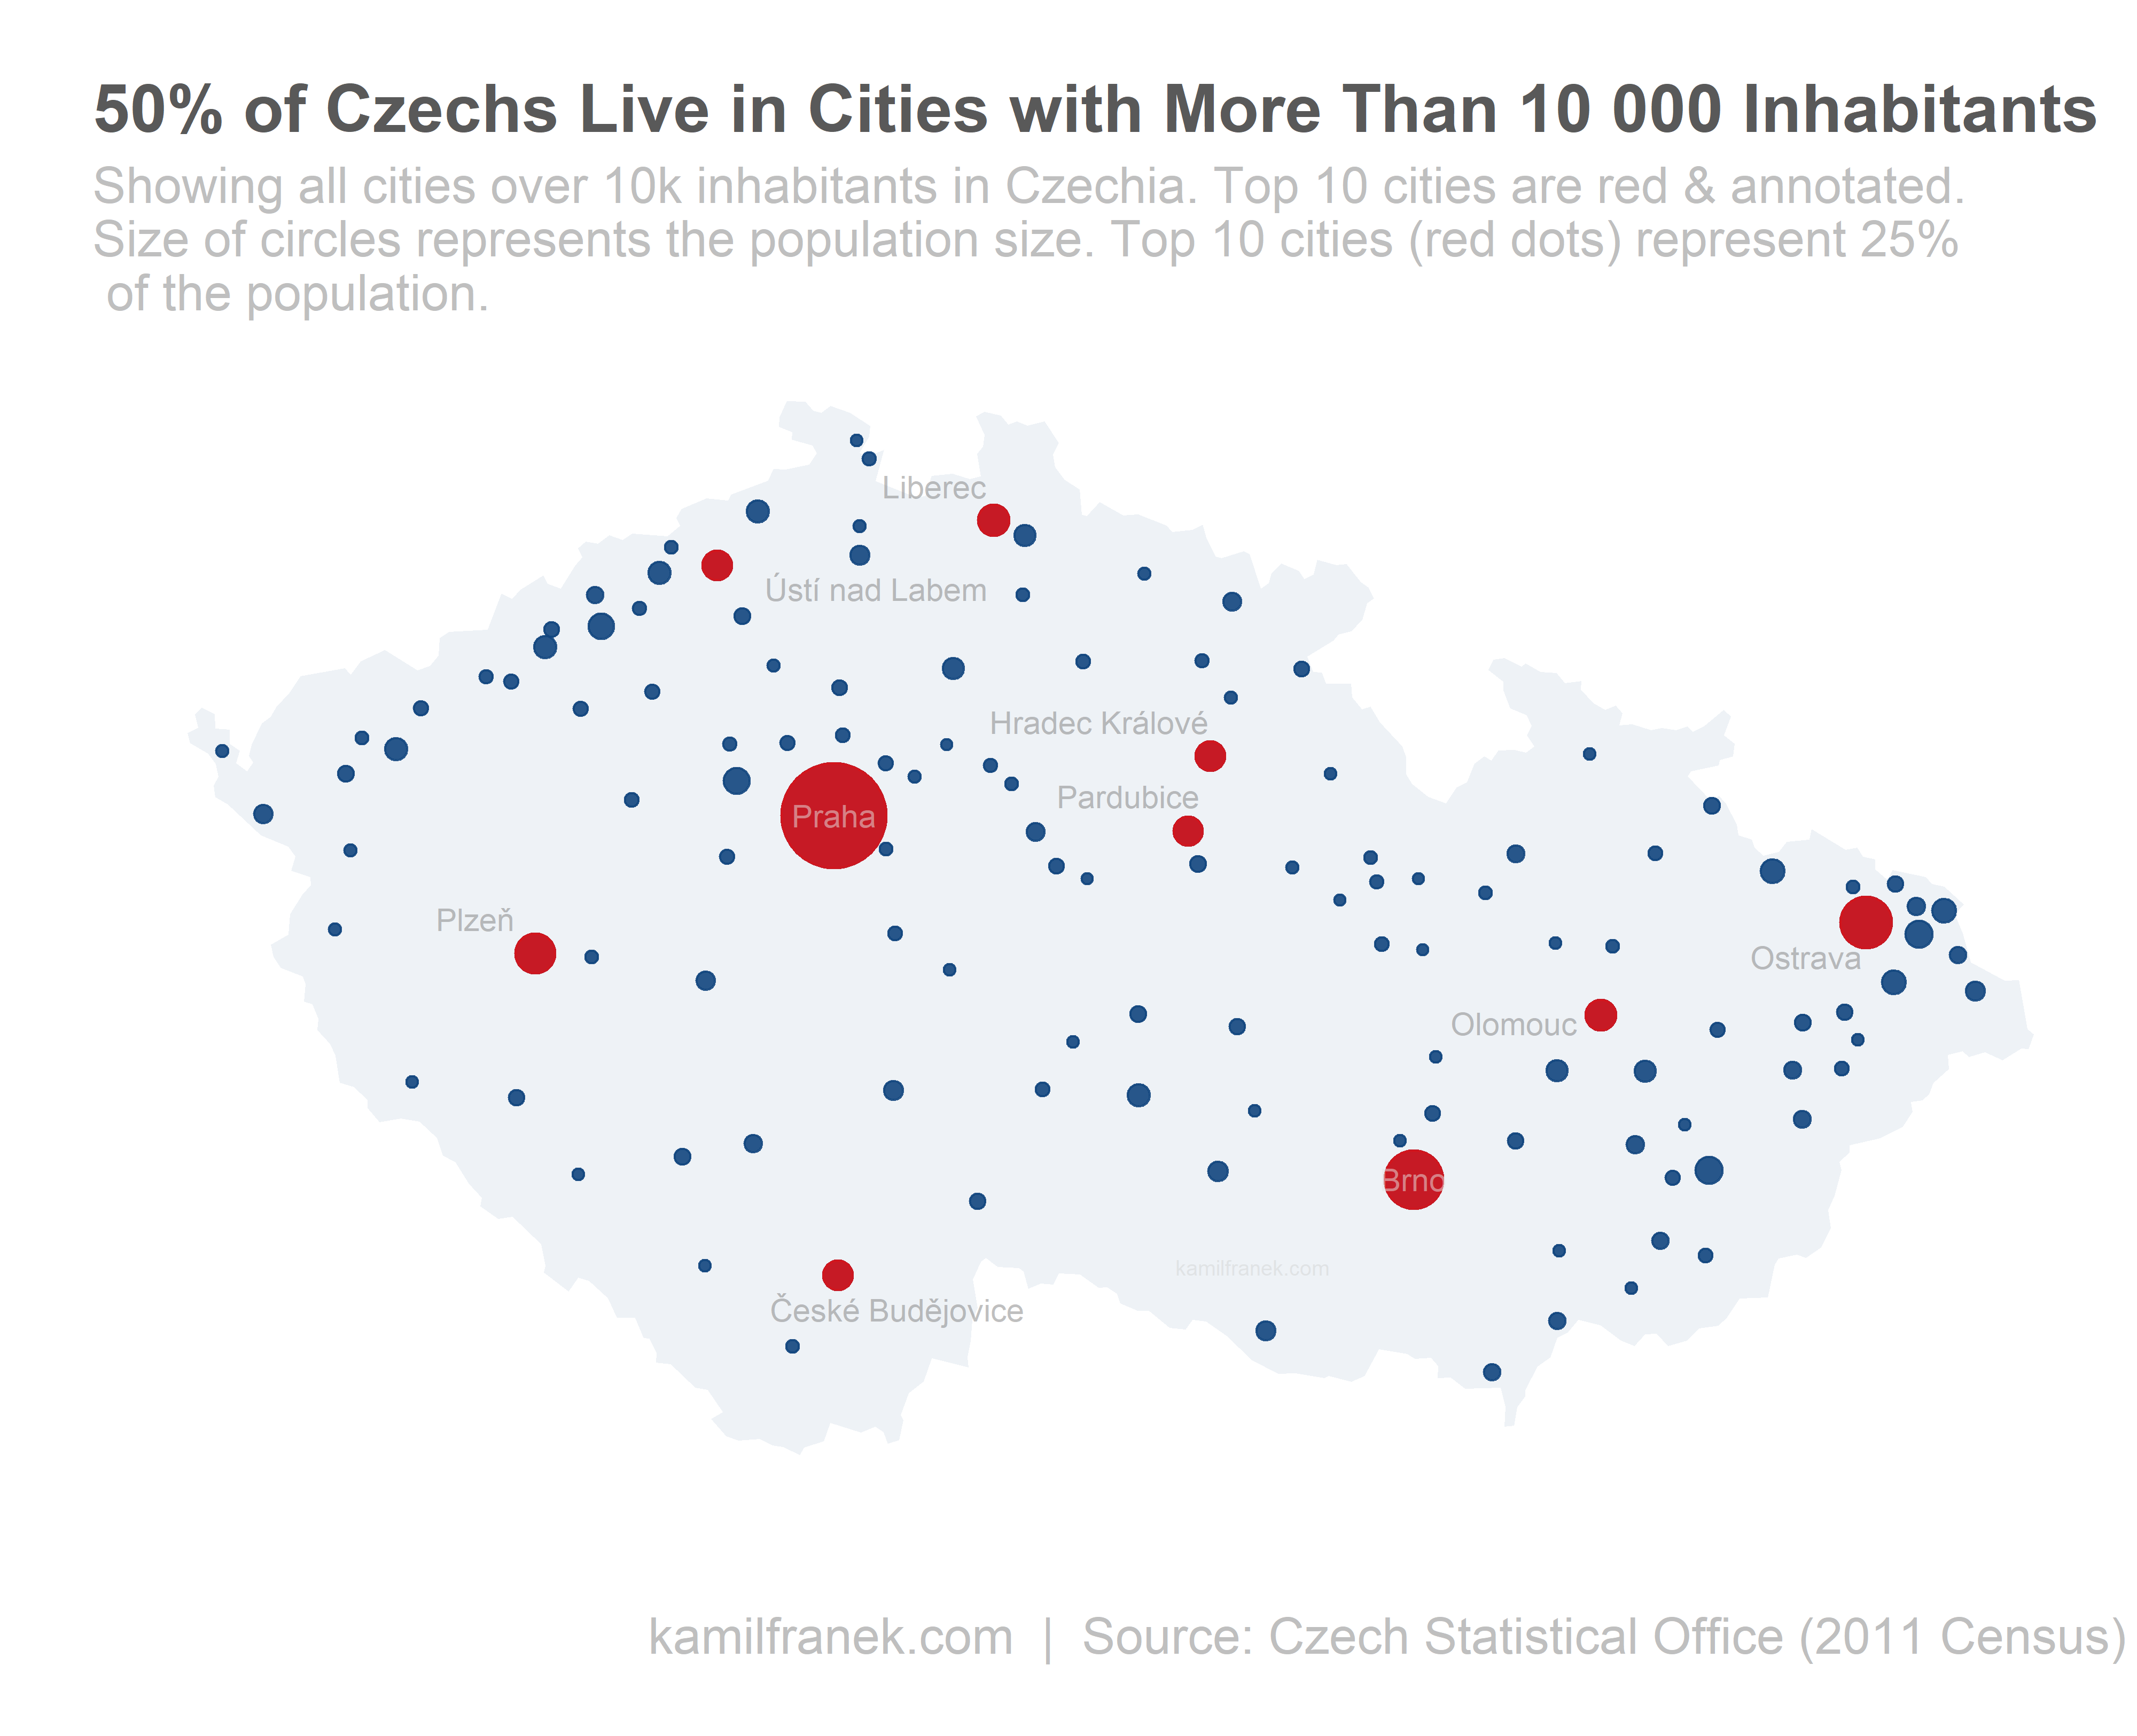 50% of Czechs Live in Cities with More Than 10 000 Inhabitants
Showing all cities over 10k inhabitants in Czechia. Top 10 cities are red & annotated.
Size of circles represents the population size. Top 10 cities (red dots) represent 25%
of the population.
Liberec
Ústí nad Labem
Hradec Králové
Pardubice
Praha
Plzeň
Ostrava
Olomouc
Brno
kamilfranek.com
České Budějovice
kamilfranek.com | Source: Czech Statistical Office (2011 Census)